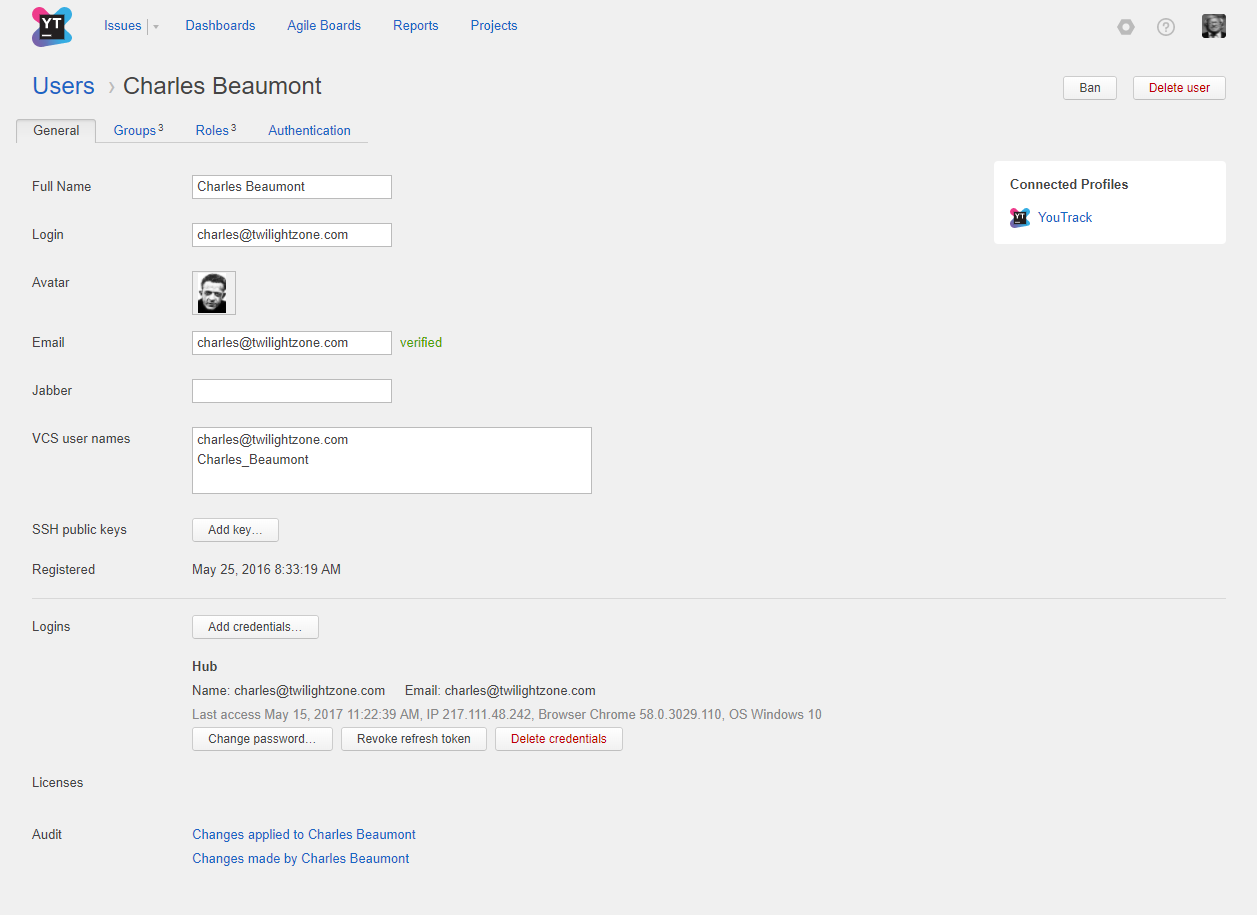 YT
Issues Dashboards Agile Boards Reports Projects
?
Users › Charles Beaumont
Ban Delete user
General Groups 3 Roles 3 Authentication
Full Name Charles Beaumont
Connected Profiles
YT YouTrack
Login charles@twilightzone.com
Avatar
Email charles@twilightzone.com verified
Jabber
VCS user names charles@twilightzone.com
Charles_Beaumont
SSH public keys Add key…
Registered May 25, 2016 8:33:19 AM
Logins Add credentials…
Hub
Name: charles@twilightzone.com Email: charles@twilightzone.com
Last access May 15, 2017 11:22:39 AM, IP 217.111.48.242, Browser Chrome 58.0.3029.110, OS Windows 10
Change password… Revoke refresh token Delete credentials
Licenses
Audit Changes applied to Charles Beaumont
Changes made by Charles Beaumont